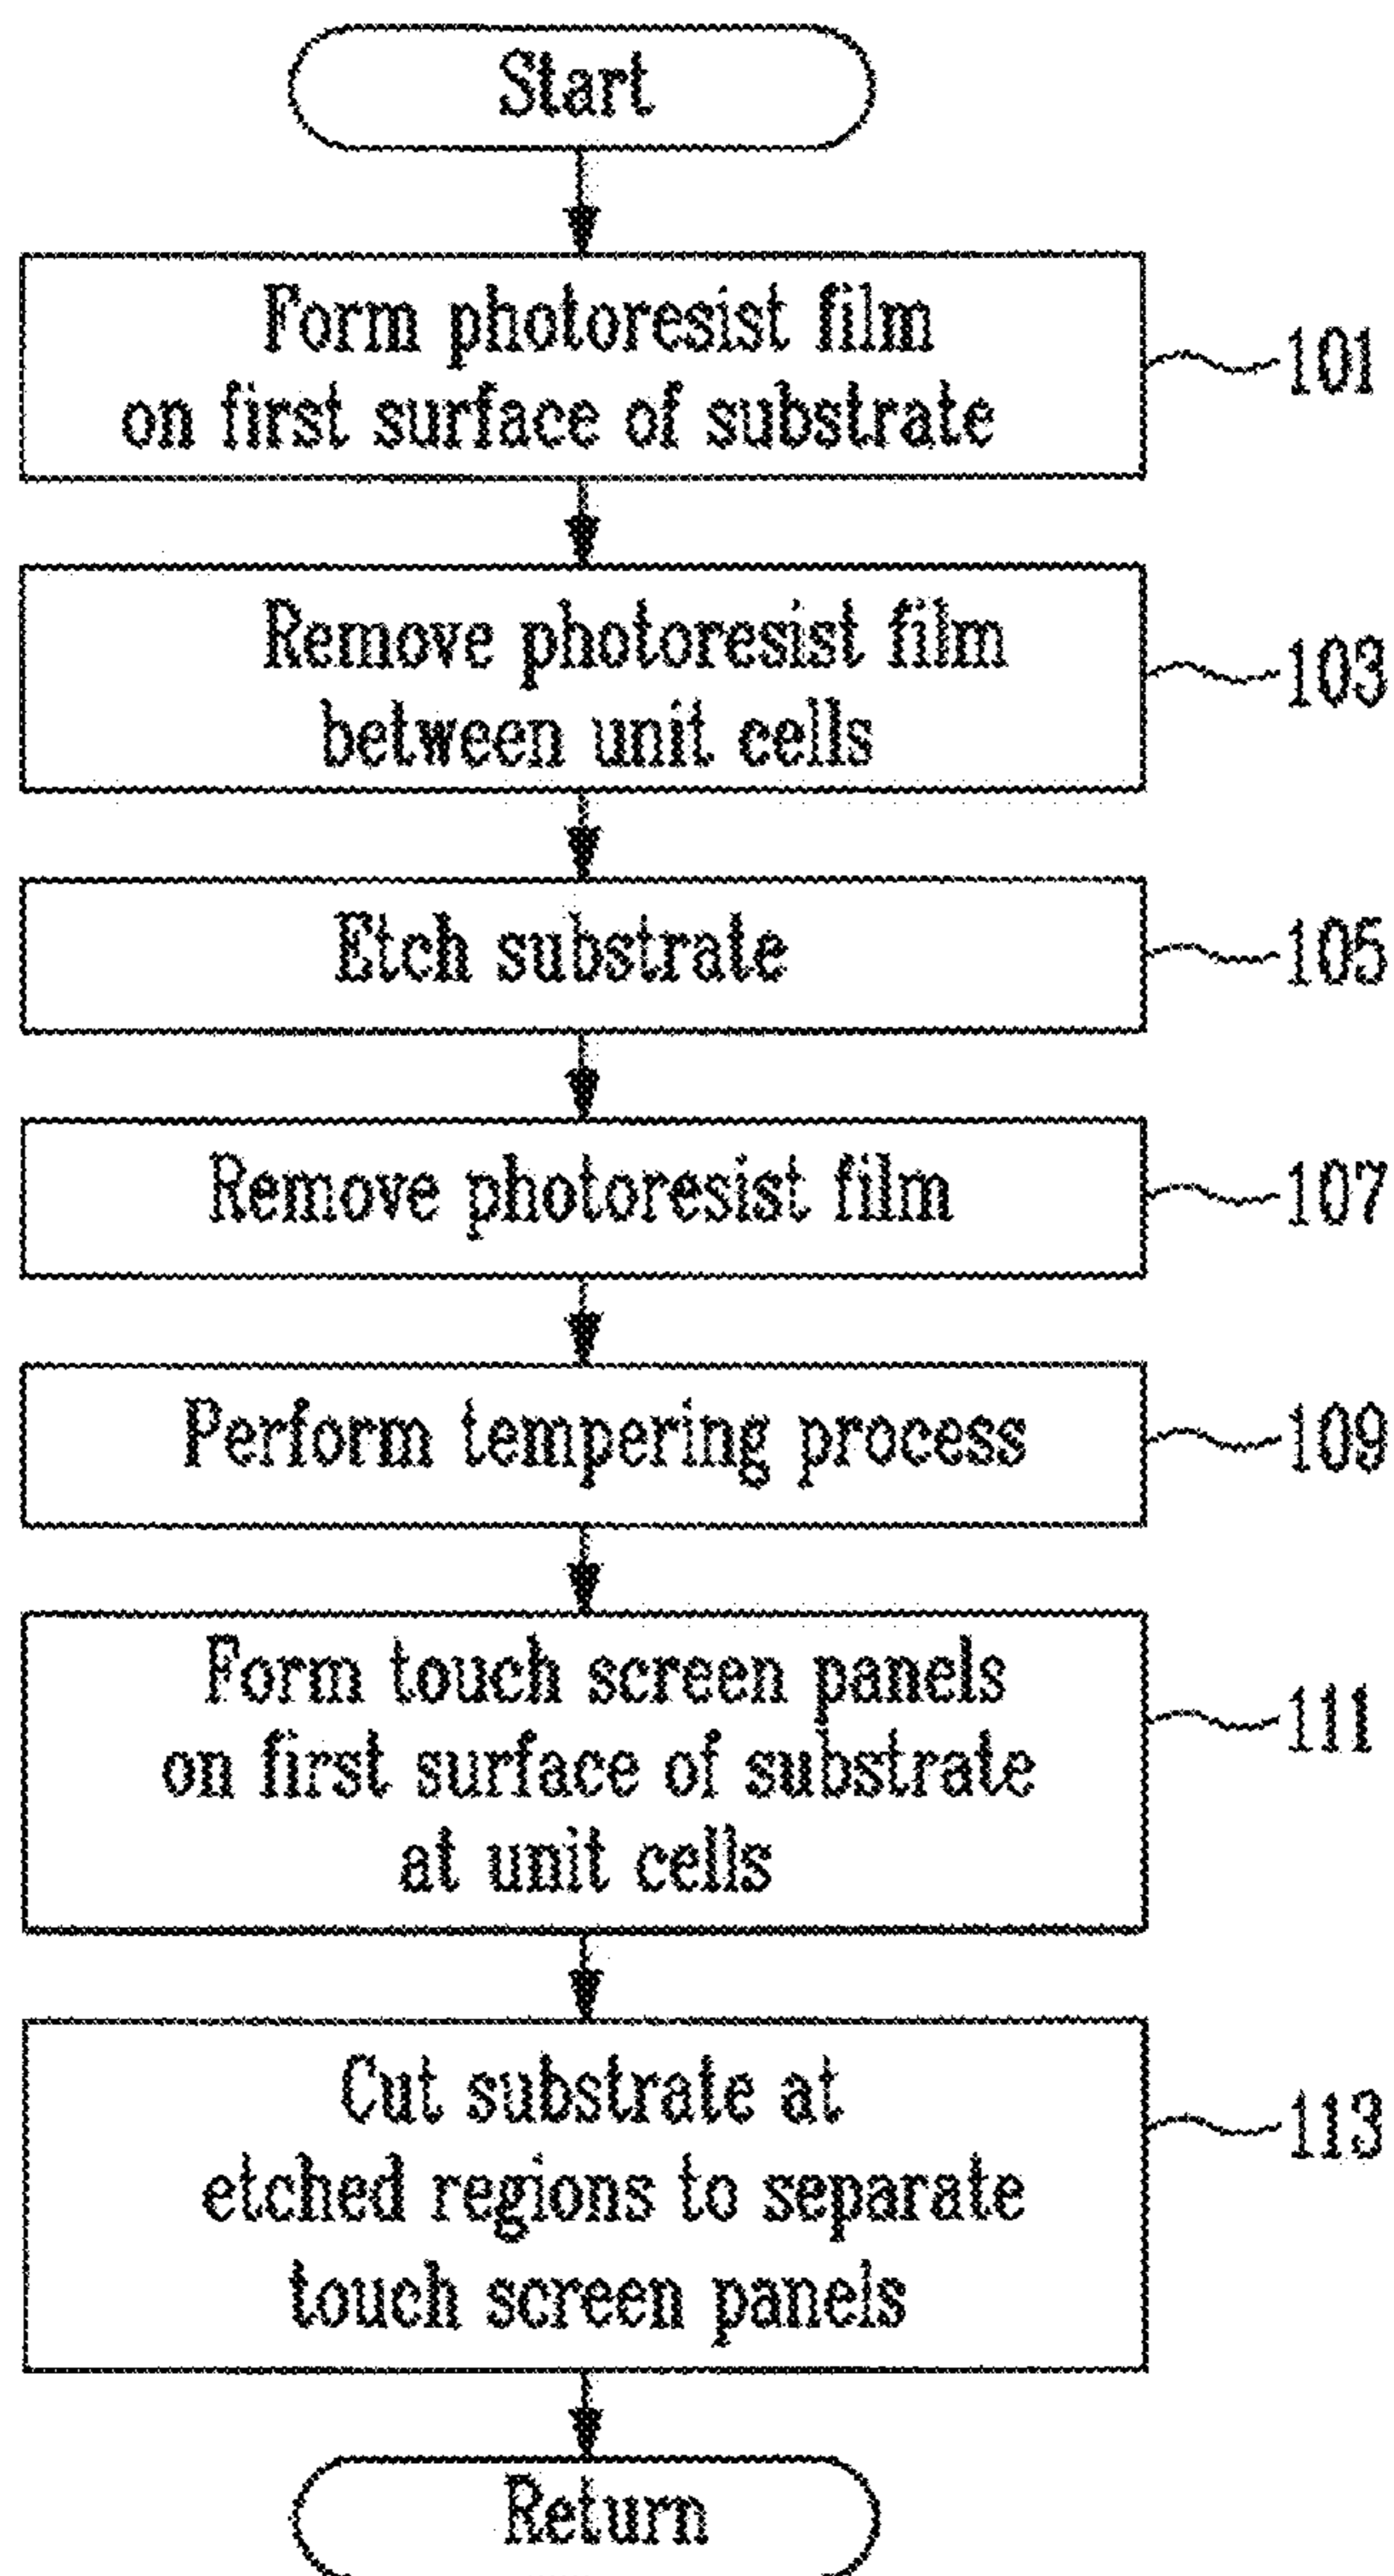 Start
Form photoresist film
on first surface of substrate
101
Remove photoresist film
between unit cells
103
Etch substrate
105
Remove photoresist film
107
Perform tempering process
109
Form touch screen panels
on first surface of substrate
at unit cells
111
Cut substrate at
etched regions to separate
touch screen panels
113
Return